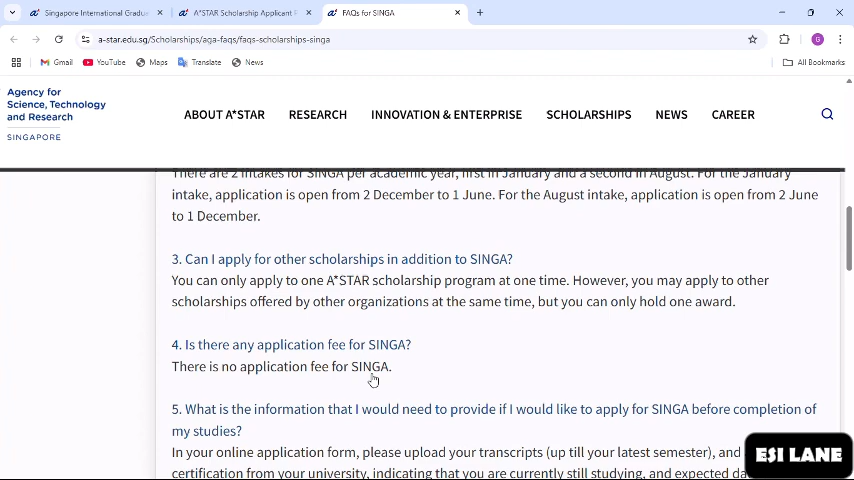 Singapore International Gradua
A*STAR Scholarship Applicant P
FAQs for SINGA
a-star.edu.sg/Scholarships/aga-faqs/faqs-scholarships-singa
G
Gmail
YouTube
Maps
Translate
News
All Bookmarks
Agency for
Science, Technology
and Research
SINGAPORE
ABOUT A*STAR
RESEARCH
INNOVATION & ENTERPRISE
SCHOLARSHIPS
NEWS
CAREER
There are 2 intakes for SINGA per academic year, first in January and a second in August. For the January
intake, application is open from 2 December to 1 June. For the August intake, application is open from 2 June
to 1 December.
3. Can I apply for other scholarships in addition to SINGA?
You can only apply to one A*STAR scholarship program at one time. However, you may apply to other
scholarships offered by other organizations at the same time, but you can only hold one award.
4. Is there any application fee for SINGA?
There is no application fee for SINGA.
5. What is the information that I would need to provide if I would like to apply for SINGA before completion of
my studies?
In your online application form, please upload your transcripts (up till your latest semester), and
certification from your university, indicating that you are currently still studying, and expected da
ESI LANE